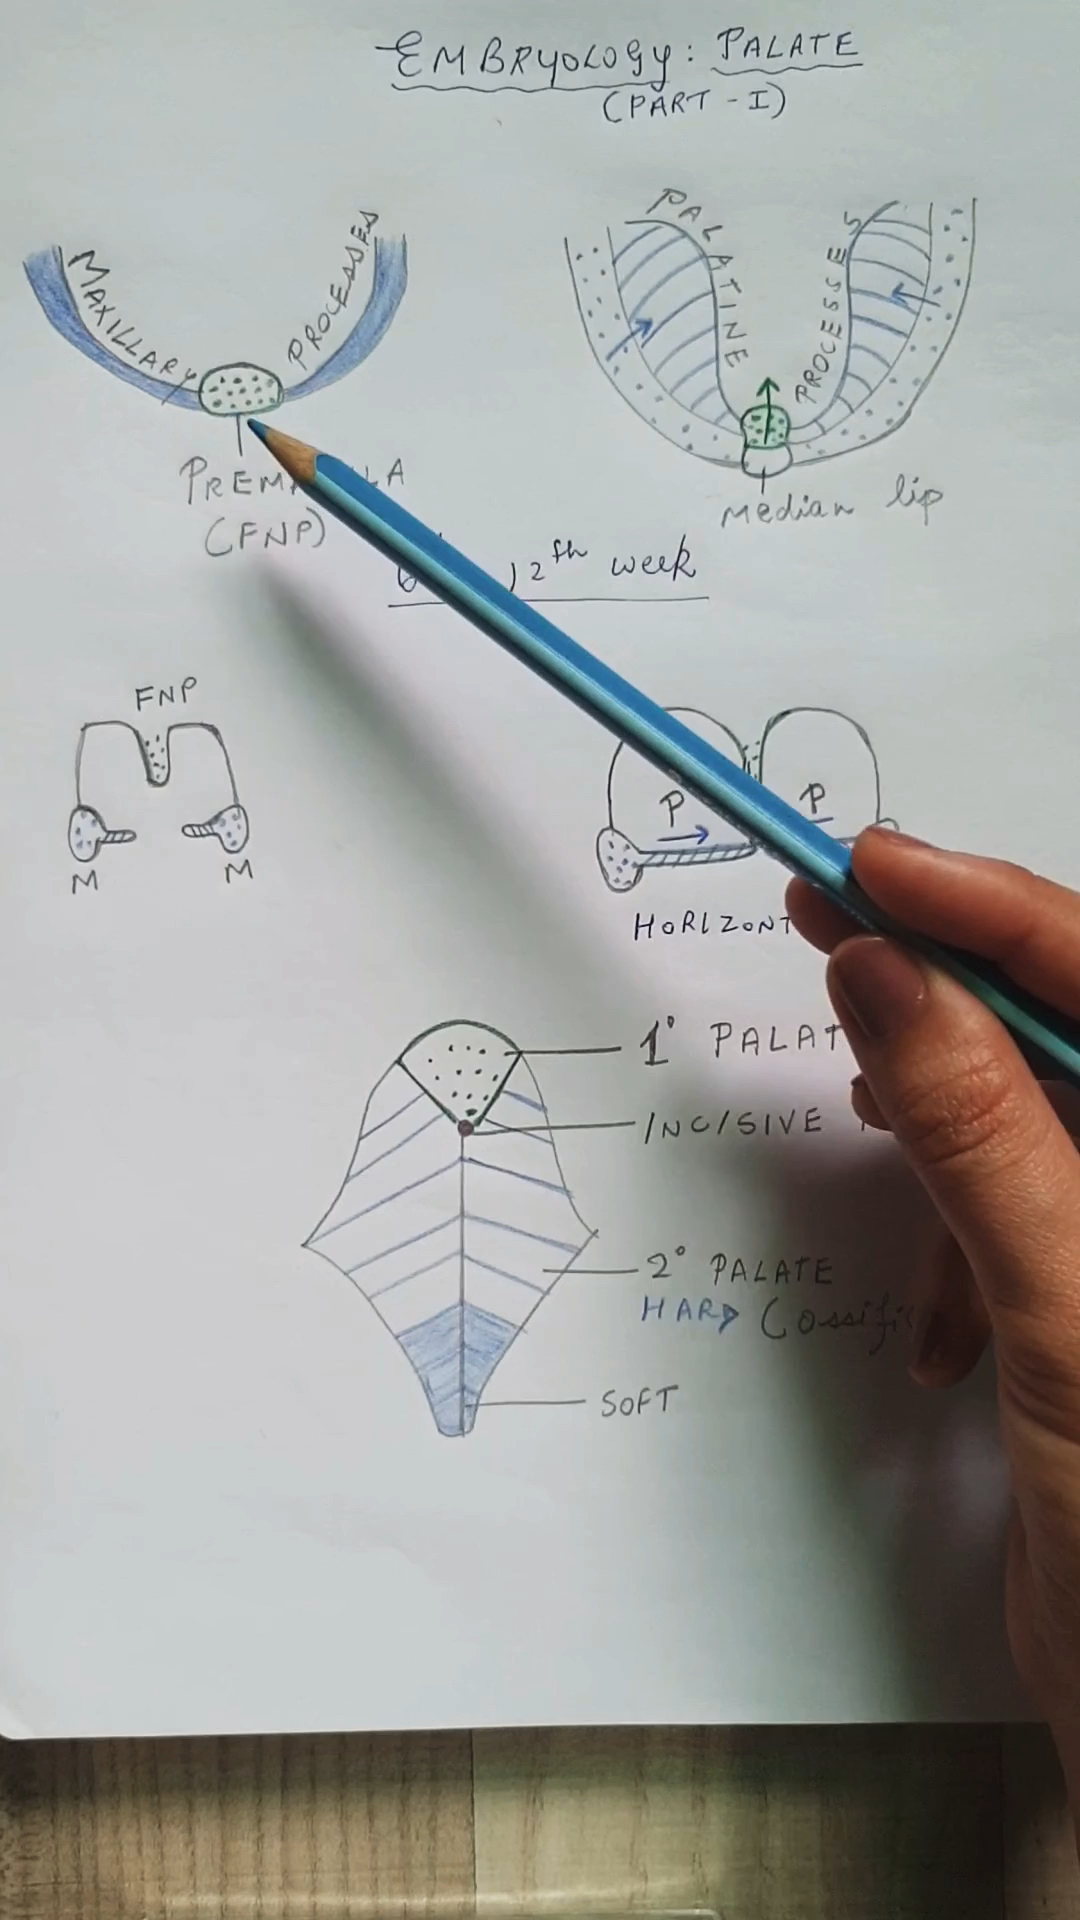 EMBRYOLOGY: PALATE
(PART - I)
MAXILLARY PROCESSES
PALATINE PROCESSES
(FNP)
median lip
12th week
FNP
M M
P P
1° PALAT
INCISIVE
2° PALATE
HARD
SOFT